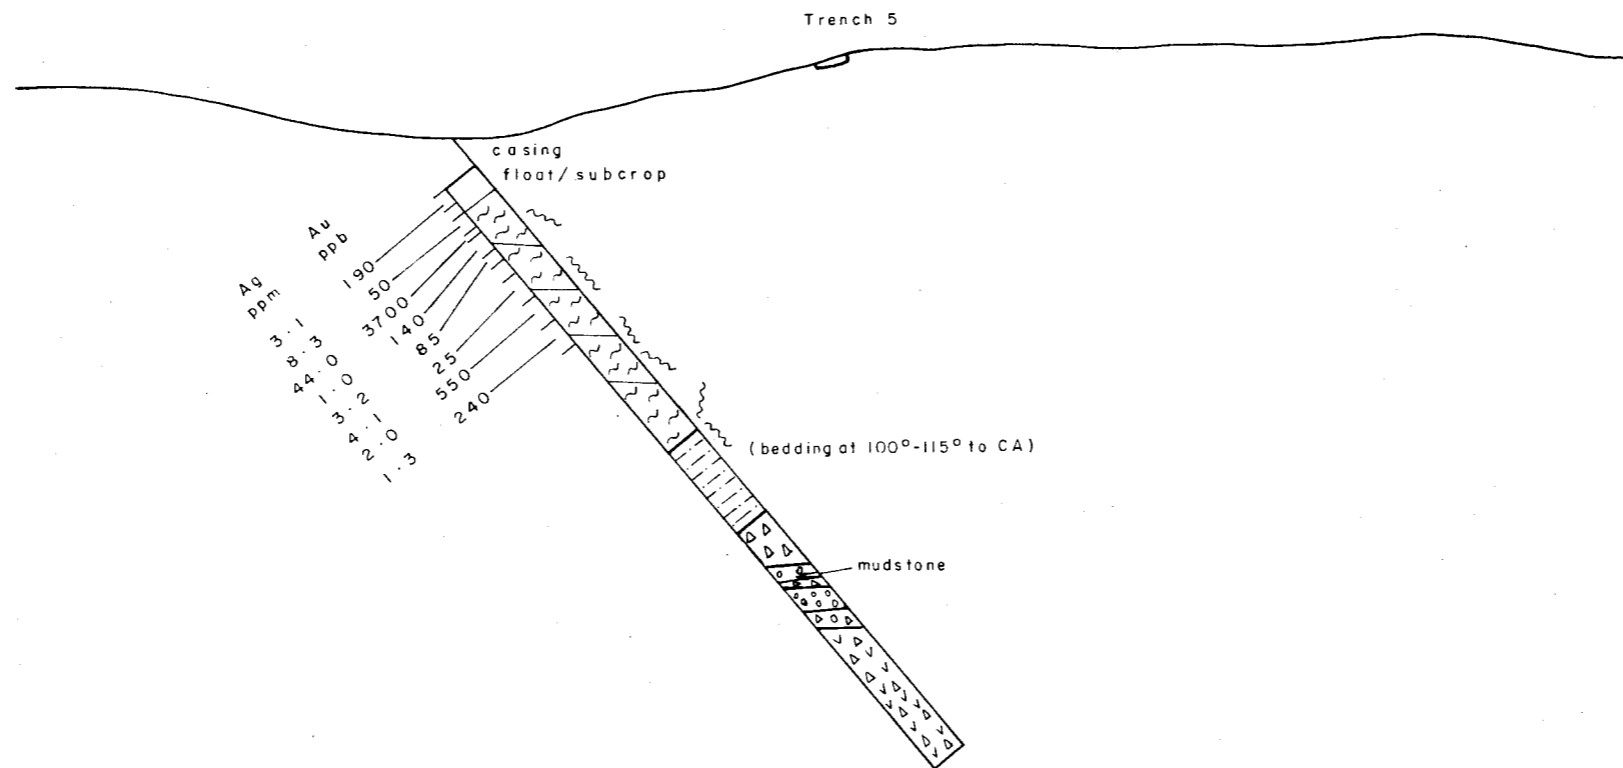 Trench 5
casing
float/subcrop
Au
ppb
190
50
3700
140
85
25
550
240
Ag
ppm
3.1
8.3
44.0
1.0
3.2
4.1
2.0
1.3
(bedding at 100°-115° to CA)
mudstone